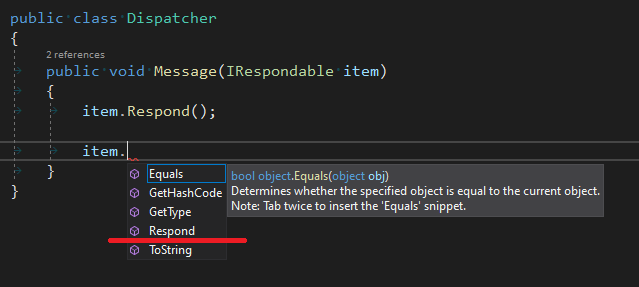 public class Dispatcher
{
2 references
public void Message(IRespondable item)
{
item.Respond();
item.
}
}
Equals
GetHashCode
GetType
Respond
ToString
bool object.Equals(object obj)
Determines whether the specified object is equal to the current object.
Note: Tab twice to insert the 'Equals' snippet.